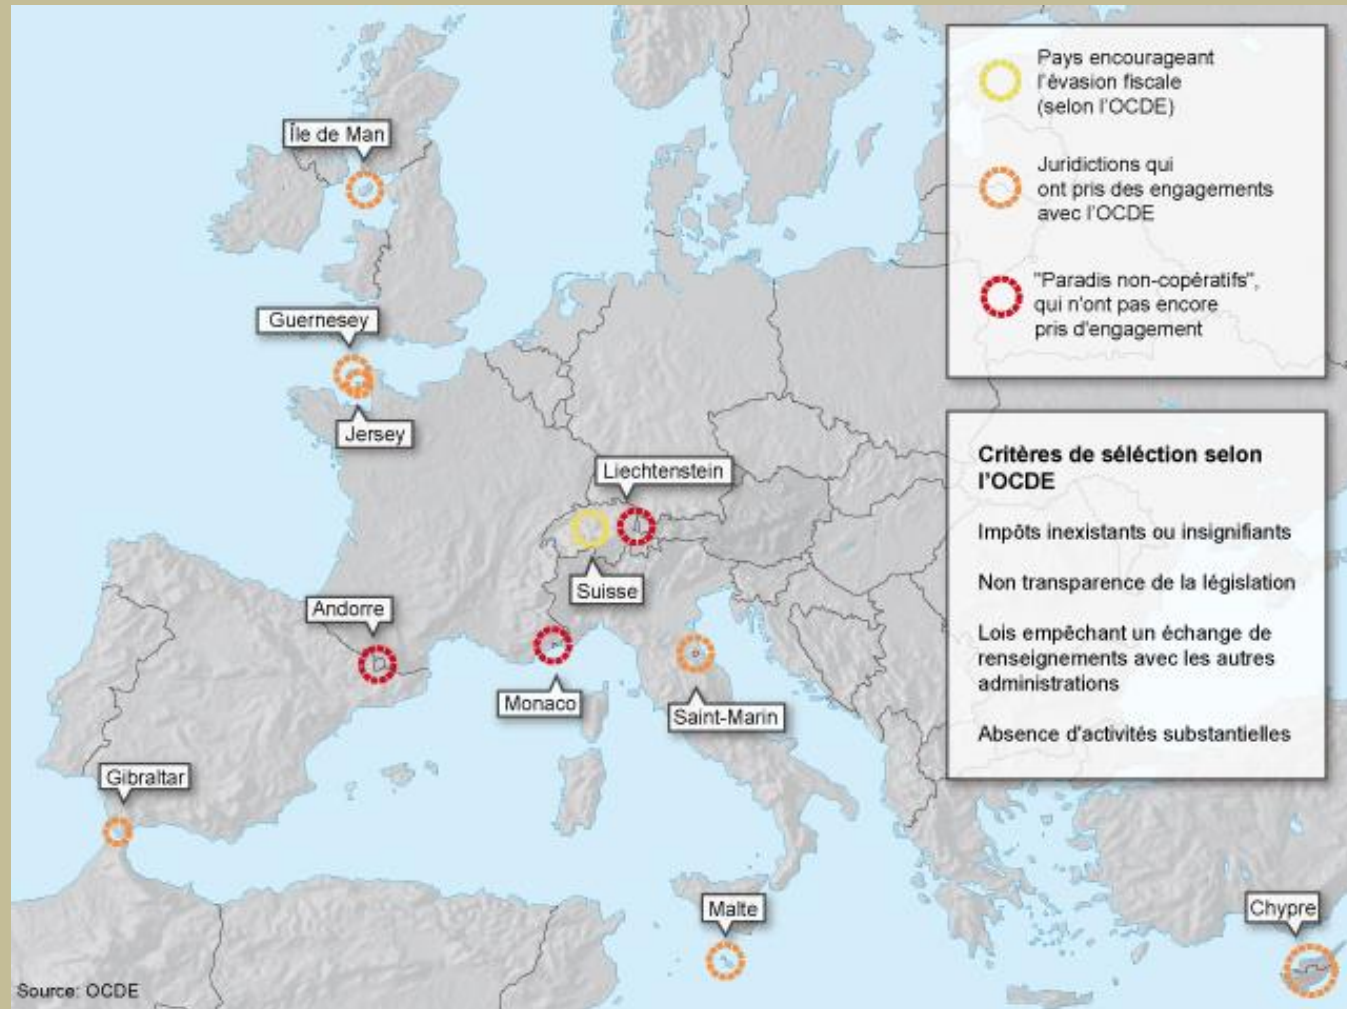 Pays encourageant
l'évasion fiscale
(selon l'OCDE)
Juridictions qui
ont pris des engagements
avec l'OCDE
"Paradis non-copératifs",
qui n'ont pas encore
pris d'engagement
Critères de séléction selon
l'OCDE
Impôts inexistants ou insignifiants
Non transparence de la législation
Lois empêchant un échange de
renseignements avec les autres
administrations
Absence d'activités substantielles
Île de Man
Guernesey
Jersey
Liechtenstein
Suisse
Andorre
Monaco
Saint-Marin
Gibraltar
Malte
Chypre
Source: OCDE